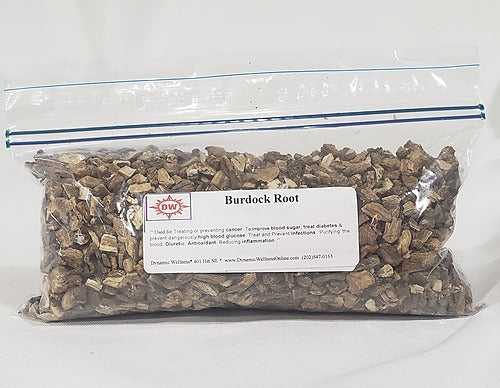 DW
Burdock Root
" Used for Treating or preventing cancer. To improve blood sugar, treat diabetes &
prevent dangerously high blood glucose. Treat and Prevent Infections. "Purifying" the
blood. Diuretic. Antioxidant. Reducing inflammation. "
Dynamic Wellness* 401 Hn NE * www.DynamicWellnessOnline.com (202)847-0163